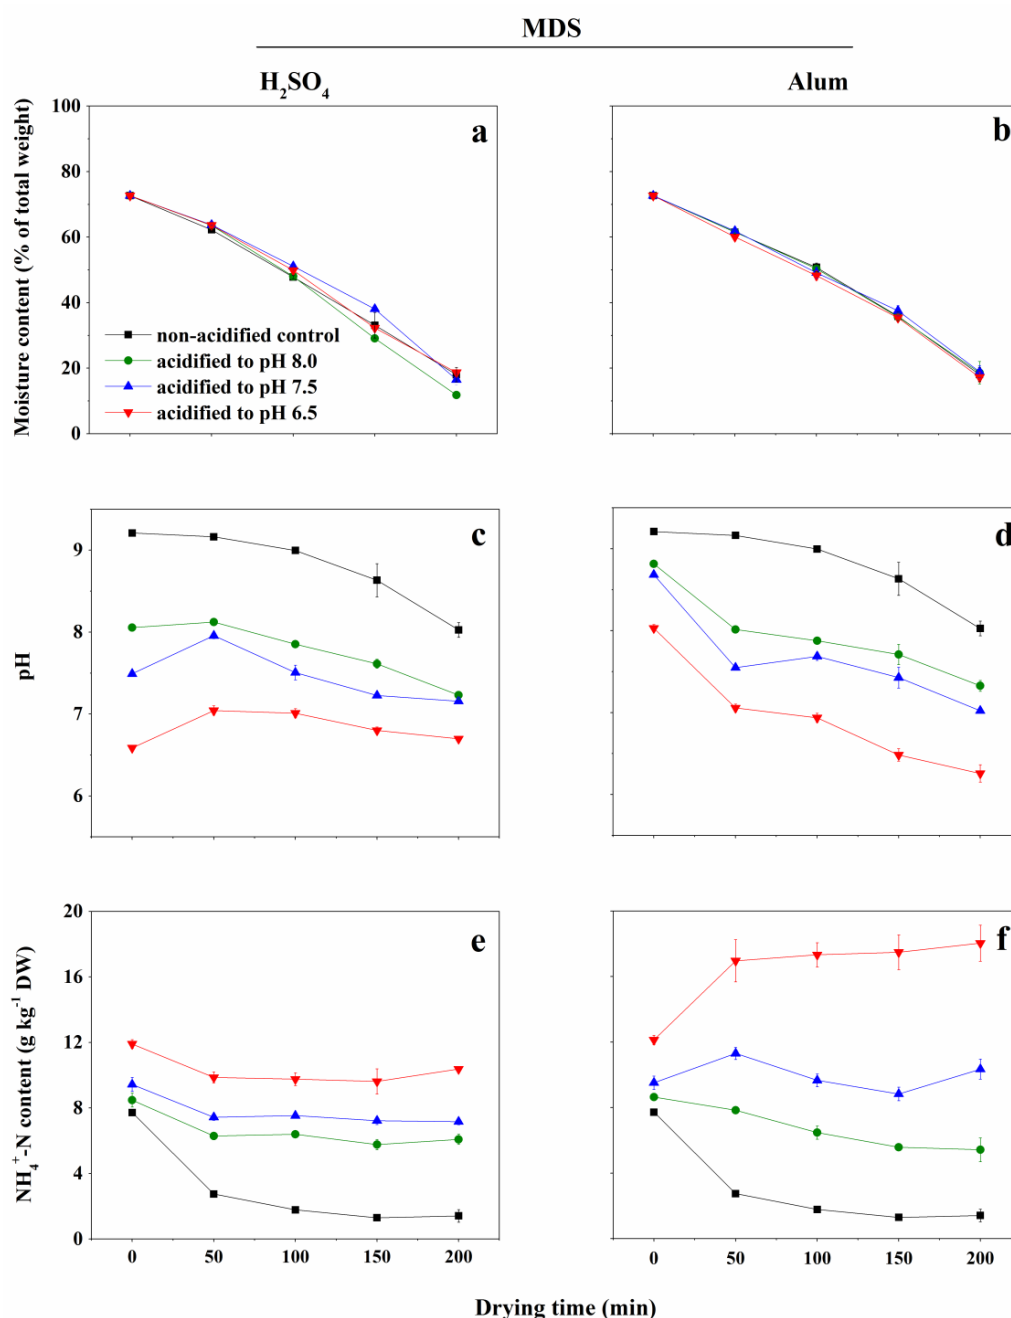 MDS
H₂SO₄
Alum
Moisture content (% of total weight)
100
80
60
40
20
0
a
non-acidified control
acidified to pH 8.0
acidified to pH 7.5
acidified to pH 6.5
b
pH
9
8
7
6
c
d
NH₄⁺-N content (g kg⁻¹ DW)
20
16
12
8
4
0
e
f
0 50 100 150 200
0 50 100 150 200
Drying time (min)